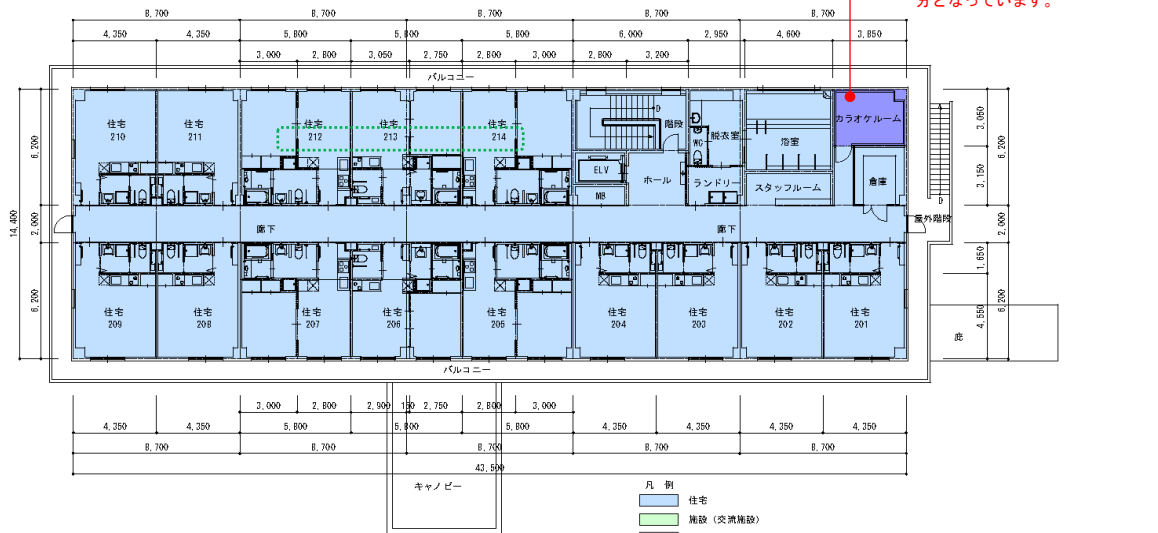 分となっています。
8,700 8,700 8,700 8,700 8,700
4,350 4,350 5,800 5,800 6,000 2,950 4,600 3,850
3,000 2,800 3,050 2,750 2,800 3,000 2,800 3,200
バルコニー
住宅 210
住宅 211
住宅 212
住宅 213
住宅 214
階段
D
脱衣室
WC
浴室
カラオケルーム
ELV
MB
ホール
ランドリー
スタッフルーム
倉庫
D
屋外階段
廊下
廊下
住宅 209
住宅 208
住宅 207
住宅 206
住宅 205
住宅 204
住宅 203
住宅 202
住宅 201
庇
バルコニー
14,400
6,200
2,000
6,200
3,050
3,150
6,200
2,000
2,000
1,650
4,550
6,200
3,000 2,800 2,900 150 2,750 2,800 3,000
4,350 4,350 5,800 5,800 5,800 4,350 4,350 4,350 4,350
8,700 8,700 8,700 8,700 8,700
43,500
キャノピー
凡 例
住宅
施設（交流施設）